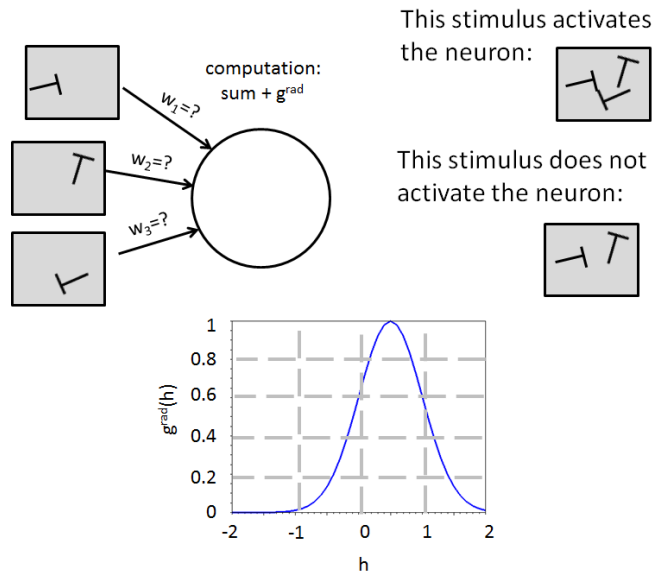 This stimulus activates
the neuron:
computation:
sum + g^rad
w₁=?
w₂=?
w₃=?
This stimulus does not
activate the neuron:
1
0.8
0.6
0.4
0.2
0
g^rad(h)
-2 -1 0 1 2
h